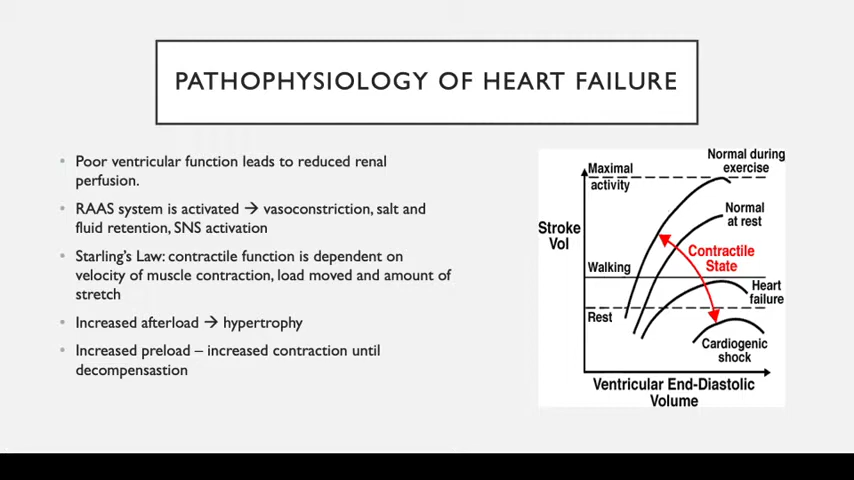 PATHOPHYSIOLOGY OF HEART FAILURE
• Poor ventricular function leads to reduced renal
perfusion.
• RAAS system is activated → vasoconstriction, salt and
fluid retention, SNS activation
• Starling's Law: contractile function is dependent on
velocity of muscle contraction, load moved and amount of
stretch
• Increased afterload → hypertrophy
• Increased preload – increased contraction until
decompensastion
Normal during
exercise
Maximal
activity
Normal
at rest
Stroke
Vol
Contractile
State
Walking
Heart
failure
Rest
Cardiogenic
shock
Ventricular End-Diastolic
Volume